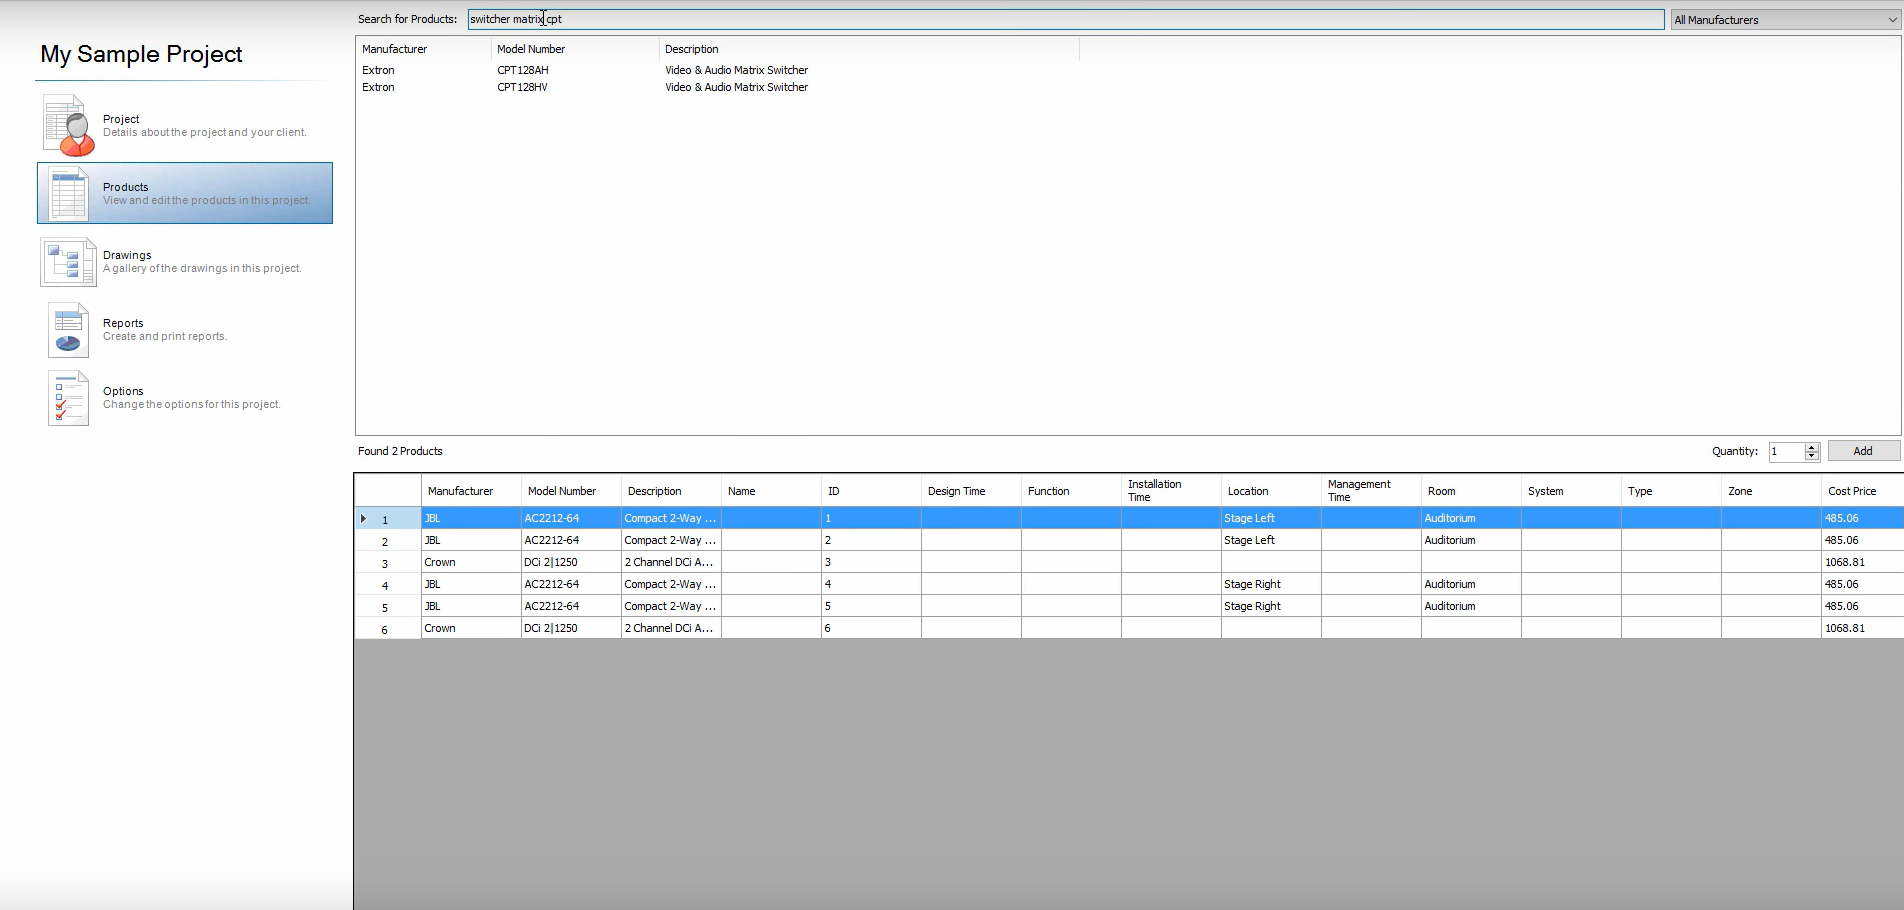 My Sample Project
Project
Details about the project and your client.
Products
View and edit the products in this project.
Drawings
A gallery of the drawings in this project.
Reports
Create and print reports.
Options
Change the options for this project.
Search for Products: switcher matrix cpt All Manufacturers
Manufacturer Model Number Description
Extron CPT128AH Video & Audio Matrix Switcher
Extron CPT128HV Video & Audio Matrix Switcher
Found 2 Products Quantity: 1 Add
Manufacturer Model Number Description Name ID Design Time Function Installation Time Location Management Time Room System Type Zone Cost Price
1 JBL AC2212-64 Compact 2-Way ... 1 Stage Left Auditorium 485.06
2 JBL AC2212-64 Compact 2-Way ... 2 Stage Left Auditorium 485.06
3 Crown DCi 2|1250 2 Channel DCi A... 3 1068.81
4 JBL AC2212-64 Compact 2-Way ... 4 Stage Right Auditorium 485.06
5 JBL AC2212-64 Compact 2-Way ... 5 Stage Right Auditorium 485.06
6 Crown DCi 2|1250 2 Channel DCi A... 6 1068.81